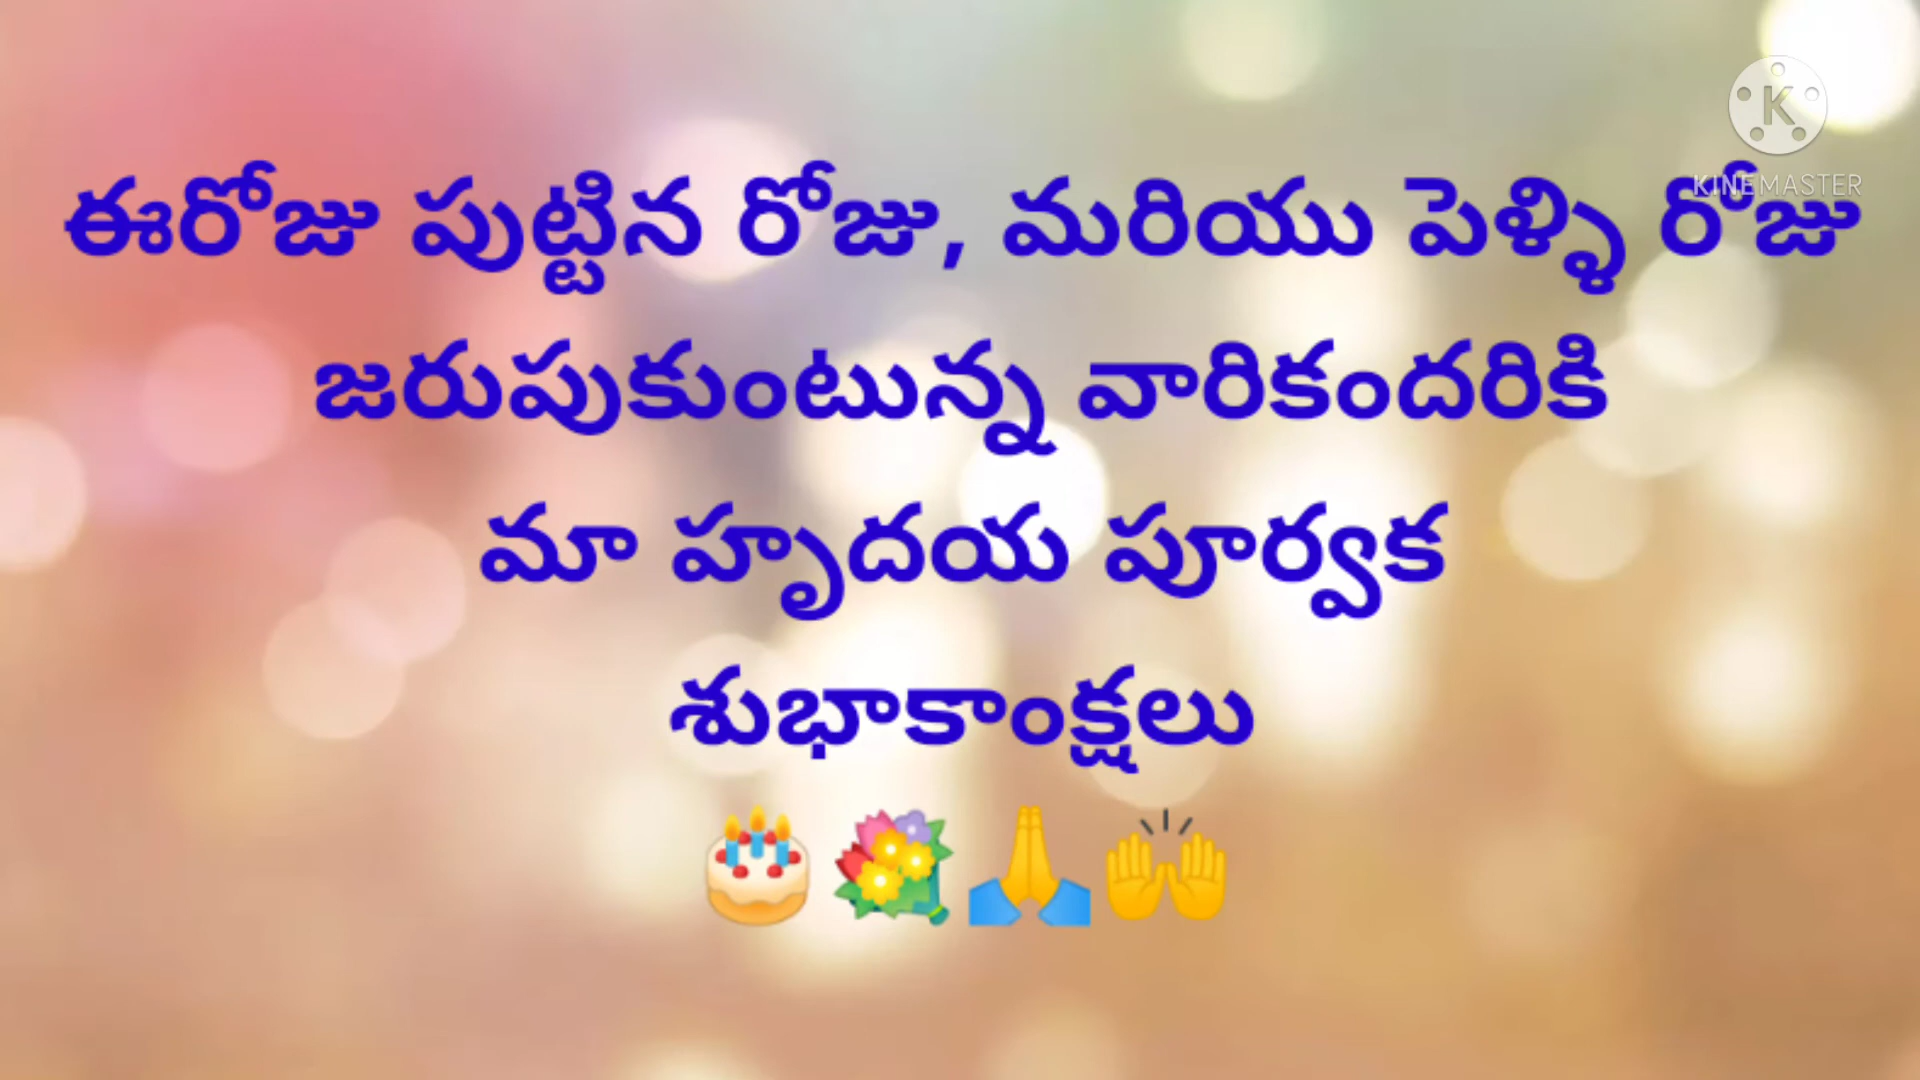 KINEMASTER
ఈరోజు పుట్టిన రోజు, మరియు పెళ్ళి రోజు
జరుపుకుంటున్న వారికందరికి
మా హృదయ పూర్వక
శుభాకాంక్షలు
🎂💐🙏🙌